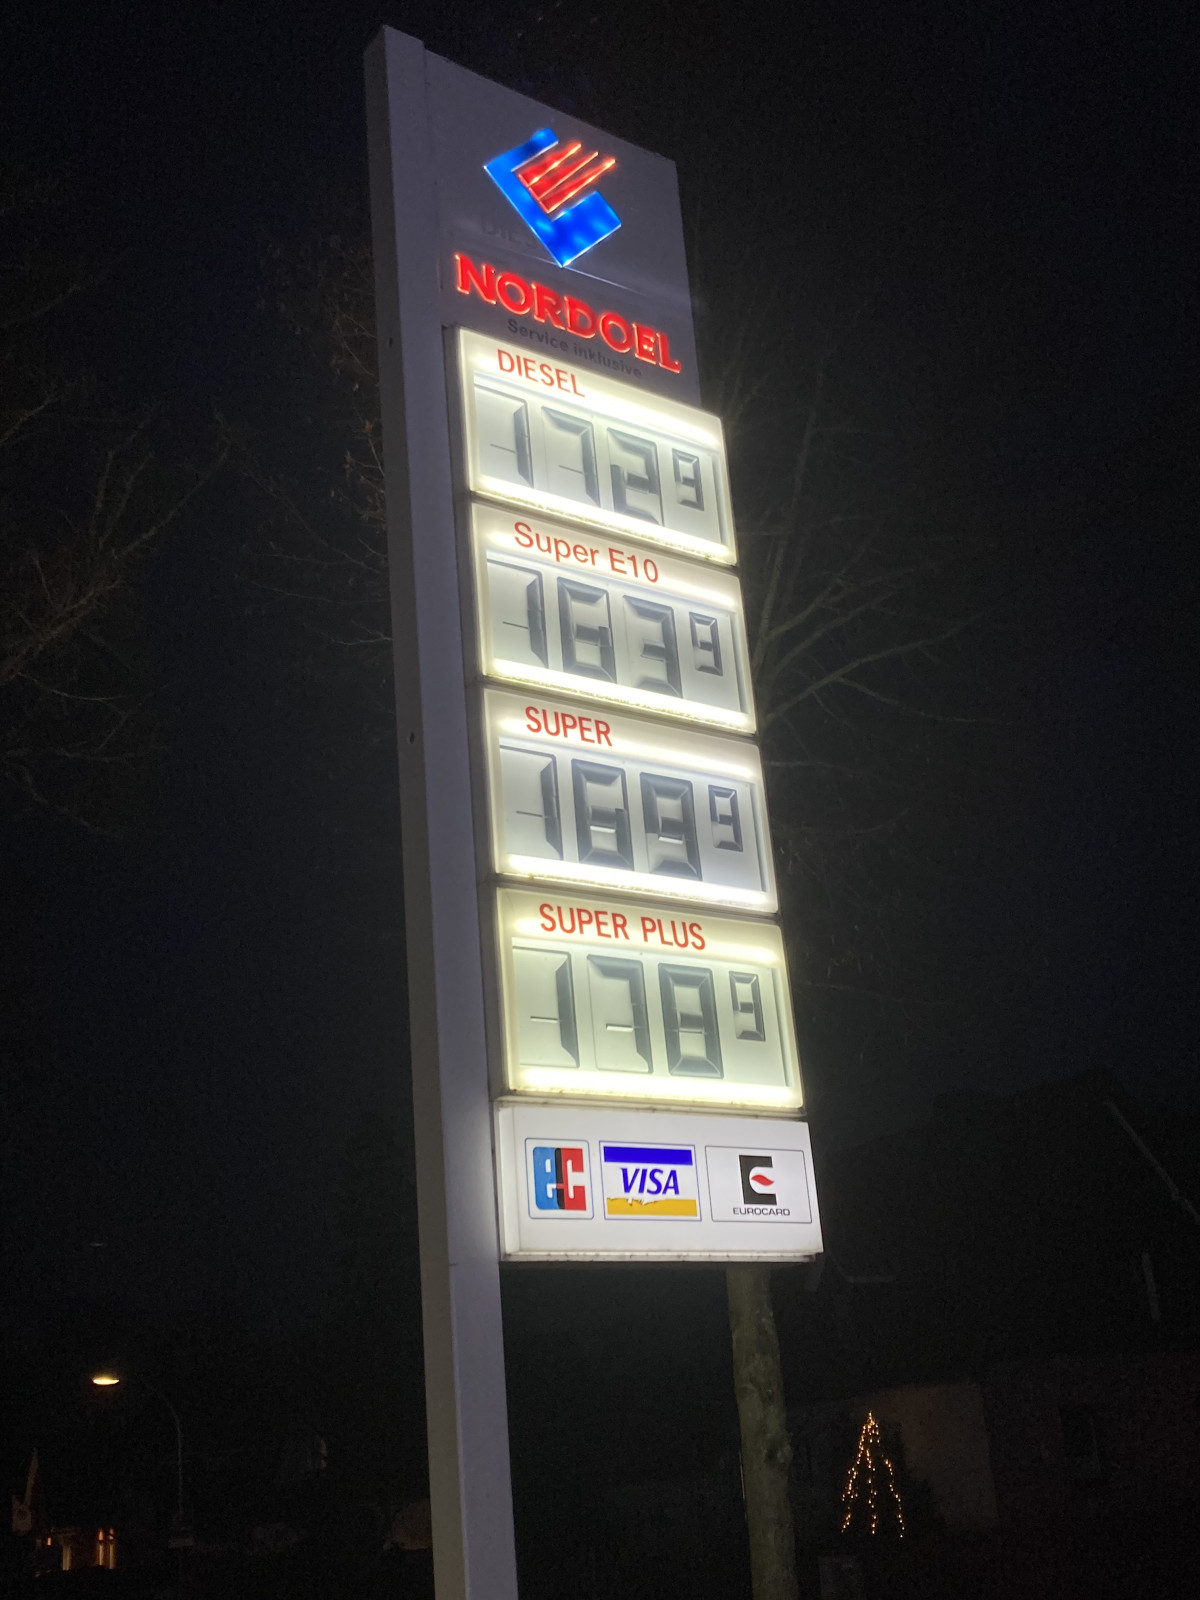 NORDOEL
Service inklusive
DIESEL
172⁹
Super E10
163⁹
SUPER
169⁹
SUPER PLUS
178⁹
ec
VISA
EUROCARD